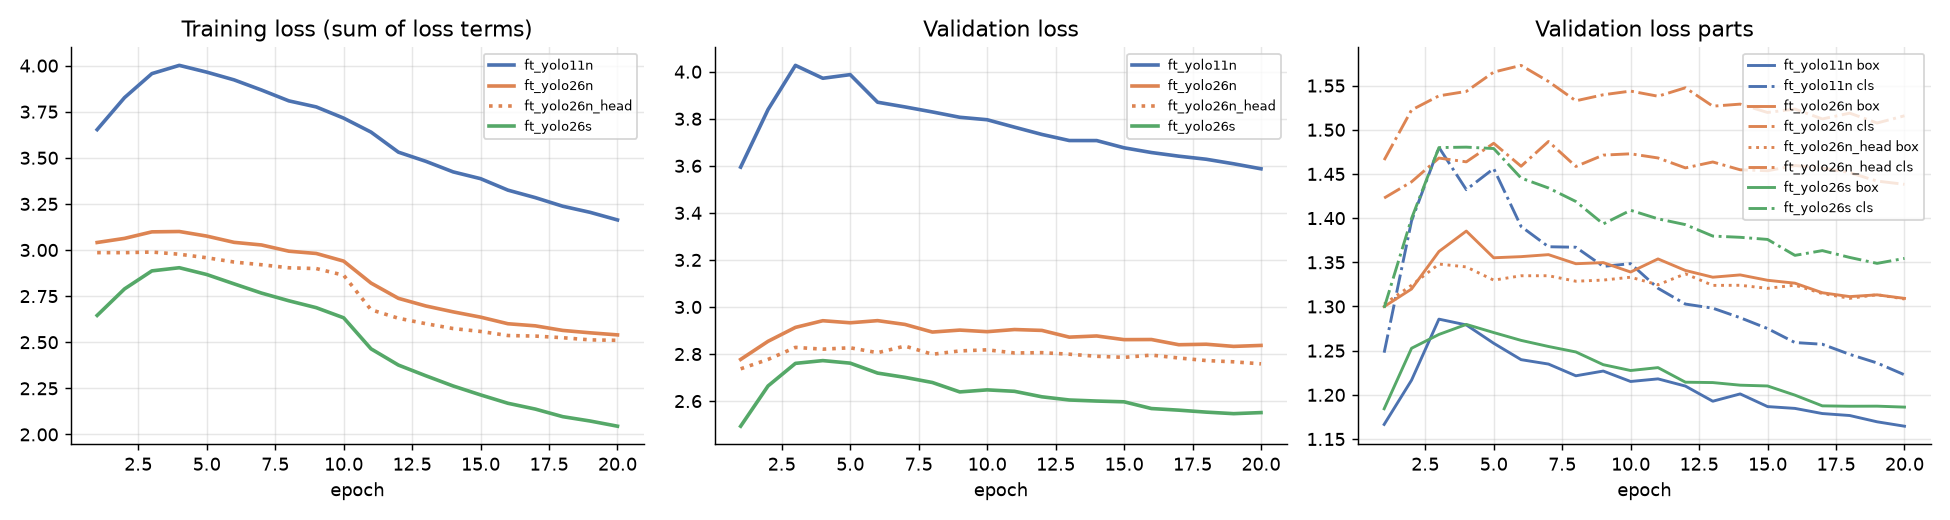 Training loss (sum of loss terms)
4.00
3.75
3.50
3.25
3.00
2.75
2.50
2.25
2.00
2.5 5.0 7.5 10.0 12.5 15.0 17.5 20.0
epoch
ft_yolo11n
ft_yolo26n
ft_yolo26n_head
ft_yolo26s
Validation loss
4.0
3.8
3.6
3.4
3.2
3.0
2.8
2.6
2.5 5.0 7.5 10.0 12.5 15.0 17.5 20.0
epoch
ft_yolo11n
ft_yolo26n
ft_yolo26n_head
ft_yolo26s
Validation loss parts
1.55
1.50
1.45
1.40
1.35
1.30
1.25
1.20
1.15
2.5 5.0 7.5 10.0 12.5 15.0 17.5 20.0
epoch
ft_yolo11n box
ft_yolo11n cls
ft_yolo26n box
ft_yolo26n cls
ft_yolo26n_head box
ft_yolo26n_head cls
ft_yolo26s box
ft_yolo26s cls